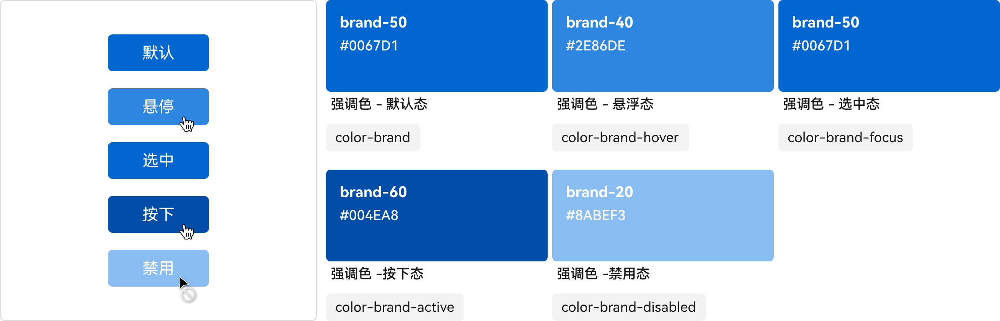 默认
悬停
选中
按下
禁用
brand-50
#0067D1
强调色 - 默认态
color-brand
brand-40
#2E86DE
强调色 - 悬浮态
color-brand-hover
brand-50
#0067D1
强调色 - 选中态
color-brand-focus
brand-60
#004EA8
强调色 -按下态
color-brand-active
brand-20
#8ABEF3
强调色 -禁用态
color-brand-disabled